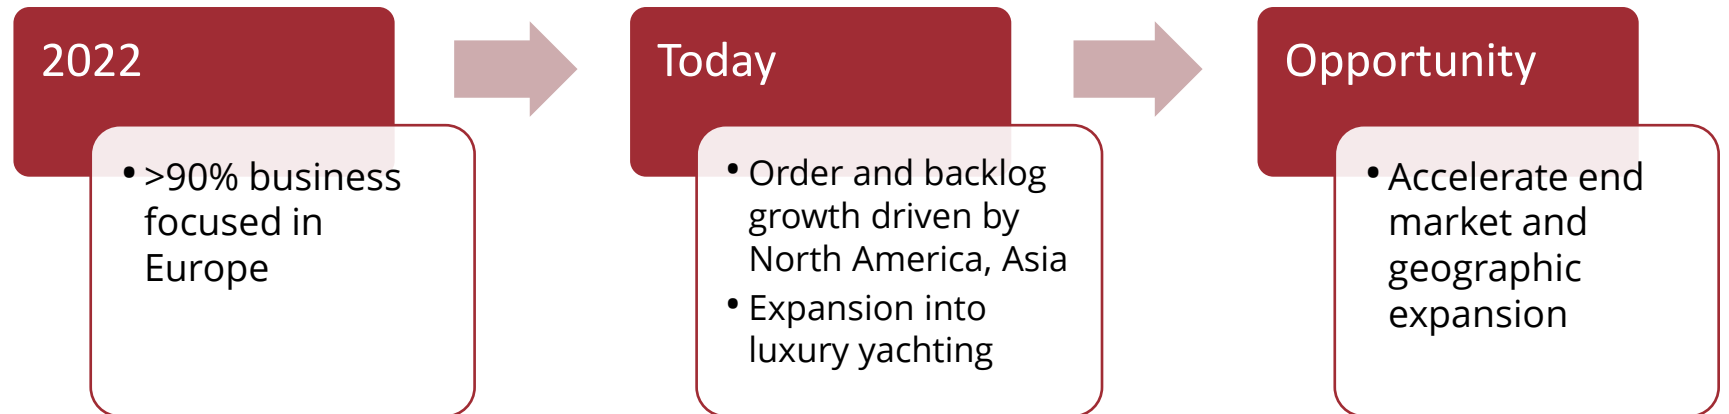 2022
• >90% business
focused in
Europe
Today
• Order and backlog
growth driven by
North America, Asia
• Expansion into
luxury yachting
Opportunity
• Accelerate end
market and
geographic
expansion